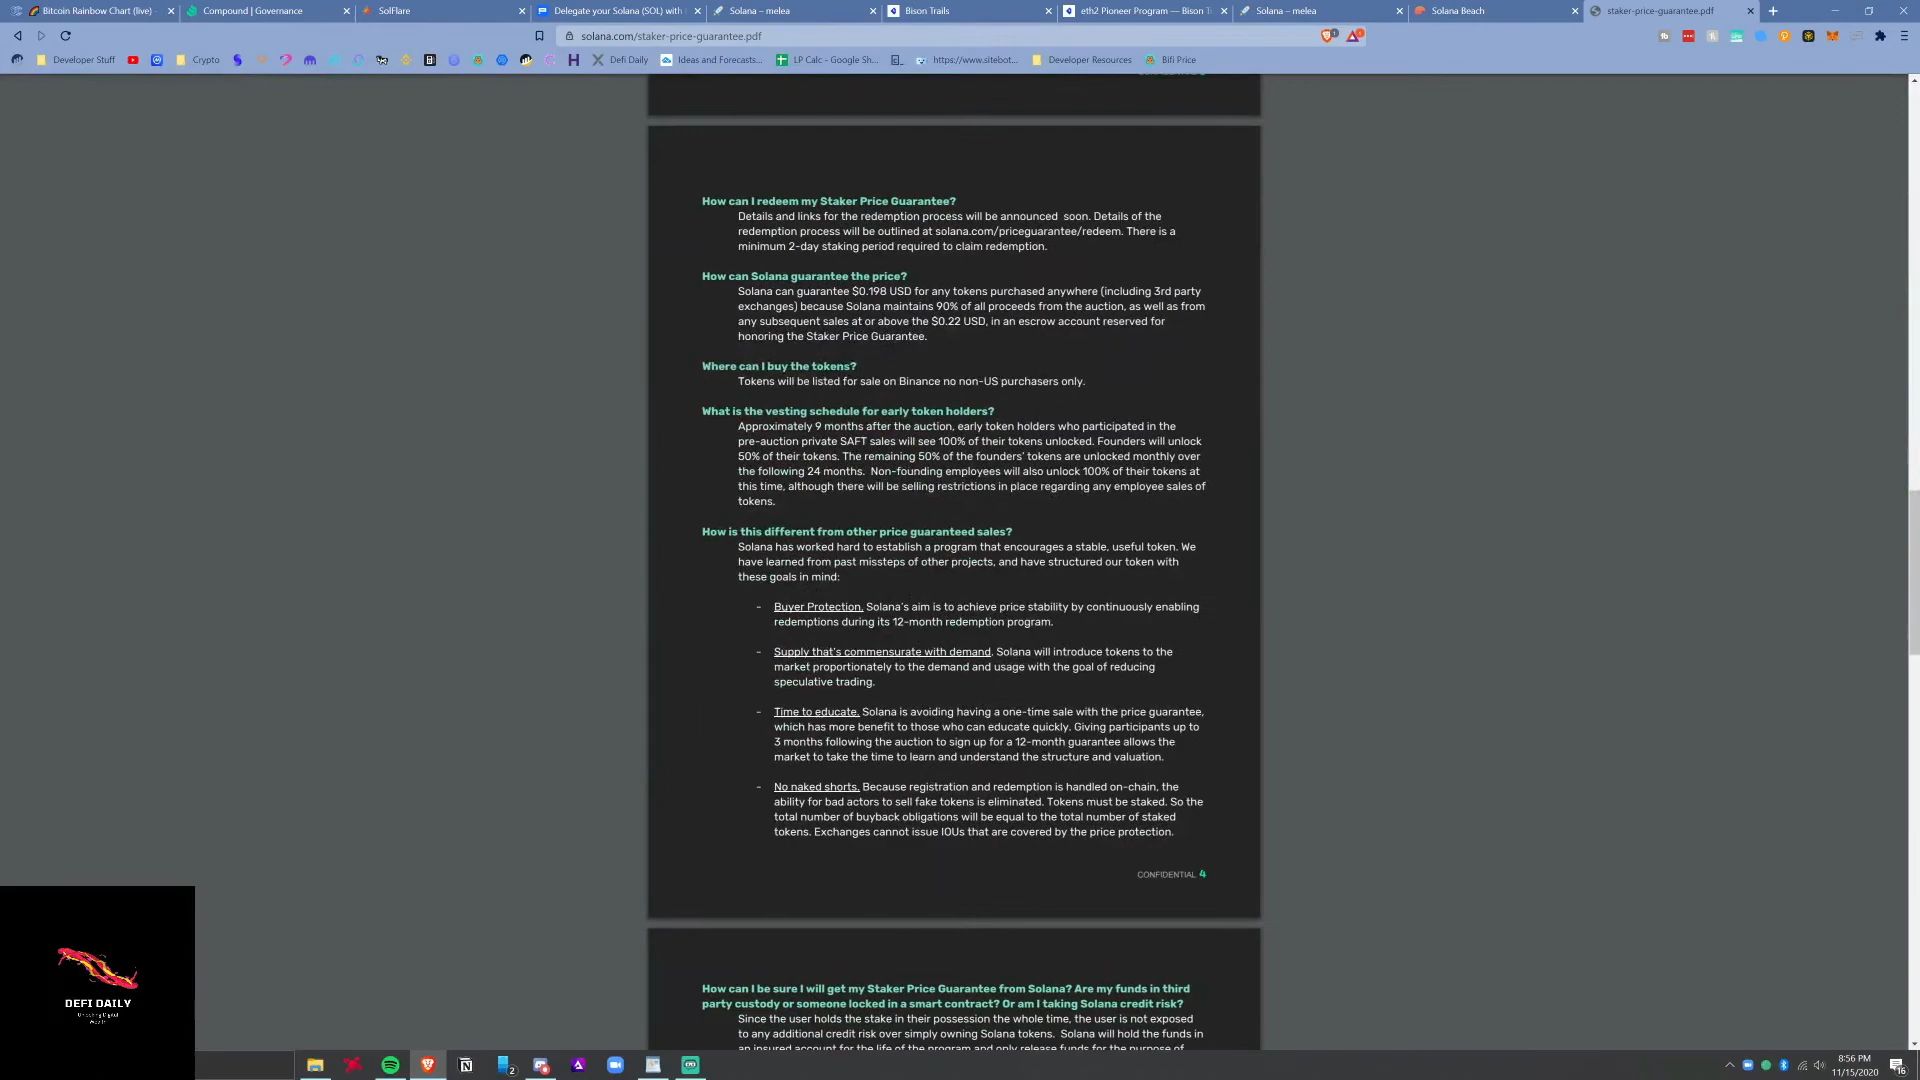 Bitcoin Rainbow Chart (live)
Compound | Governance
SolFlare
Delegate your Solana (SOL) with
Solana – melea
Bison Trails
eth2 Pioneer Program — Bison T
Solana – melea
Solana Beach
staker-price-guarantee.pdf
solana.com/staker-price-guarantee.pdf
Developer Stuff
Crypto
Defi Daily
Ideas and Forecasts...
LP Calc - Google Sh...
https://www.sitebot...
Developer Resources
Bifi Price
How can I redeem my Staker Price Guarantee?
Details and links for the redemption process will be announced  soon. Details of the
redemption process will be outlined at solana.com/priceguarantee/redeem. There is a
minimum 2-day staking period required to claim redemption.
How can Solana guarantee the price?
Solana can guarantee $0.198 USD for any tokens purchased anywhere (including 3rd party
exchanges) because Solana maintains 90% of all proceeds from the auction, as well as from
any subsequent sales at or above the $0.22 USD, in an escrow account reserved for
honoring the Staker Price Guarantee.
Where can I buy the tokens?
Tokens will be listed for sale on Binance no non-US purchasers only.
What is the vesting schedule for early token holders?
Approximately 9 months after the auction, early token holders who participated in the
pre-auction private SAFT sales will see 100% of their tokens unlocked. Founders will unlock
50% of their tokens. The remaining 50% of the founders' tokens are unlocked monthly over
the following 24 months.  Non-founding employees will also unlock 100% of their tokens at
this time, although there will be selling restrictions in place regarding any employee sales of
tokens.
How is this different from other price guaranteed sales?
Solana has worked hard to establish a program that encourages a stable, useful token. We
have learned from past missteps of other projects, and have structured our token with
these goals in mind:
- Buyer Protection. Solana's aim is to achieve price stability by continuously enabling
redemptions during its 12-month redemption program.
- Supply that's commensurate with demand. Solana will introduce tokens to the
market proportionately to the demand and usage with the goal of reducing
speculative trading.
- Time to educate. Solana is avoiding having a one-time sale with the price guarantee,
which has more benefit to those who can educate quickly. Giving participants up to
3 months following the auction to sign up for a 12-month guarantee allows the
market to take the time to learn and understand the structure and valuation.
- No naked shorts. Because registration and redemption is handled on-chain, the
ability for bad actors to sell fake tokens is eliminated. Tokens must be staked. So the
total number of buyback obligations will be equal to the total number of staked
tokens. Exchanges cannot issue IOUs that are covered by the price protection.
CONFIDENTIAL 4
How can I be sure I will get my Staker Price Guarantee from Solana? Are my funds in third
party custody or someone locked in a smart contract? Or am I taking Solana credit risk?
Since the user holds the stake in their possession the whole time, the user is not exposed
to any additional credit risk over simply owning Solana tokens.  Solana will hold the funds in
an insured account for the life of the program and only release funds for the purpose of
DEFI DAILY
Unlocking Digital
Wealth
8:56 PM
11/15/2020